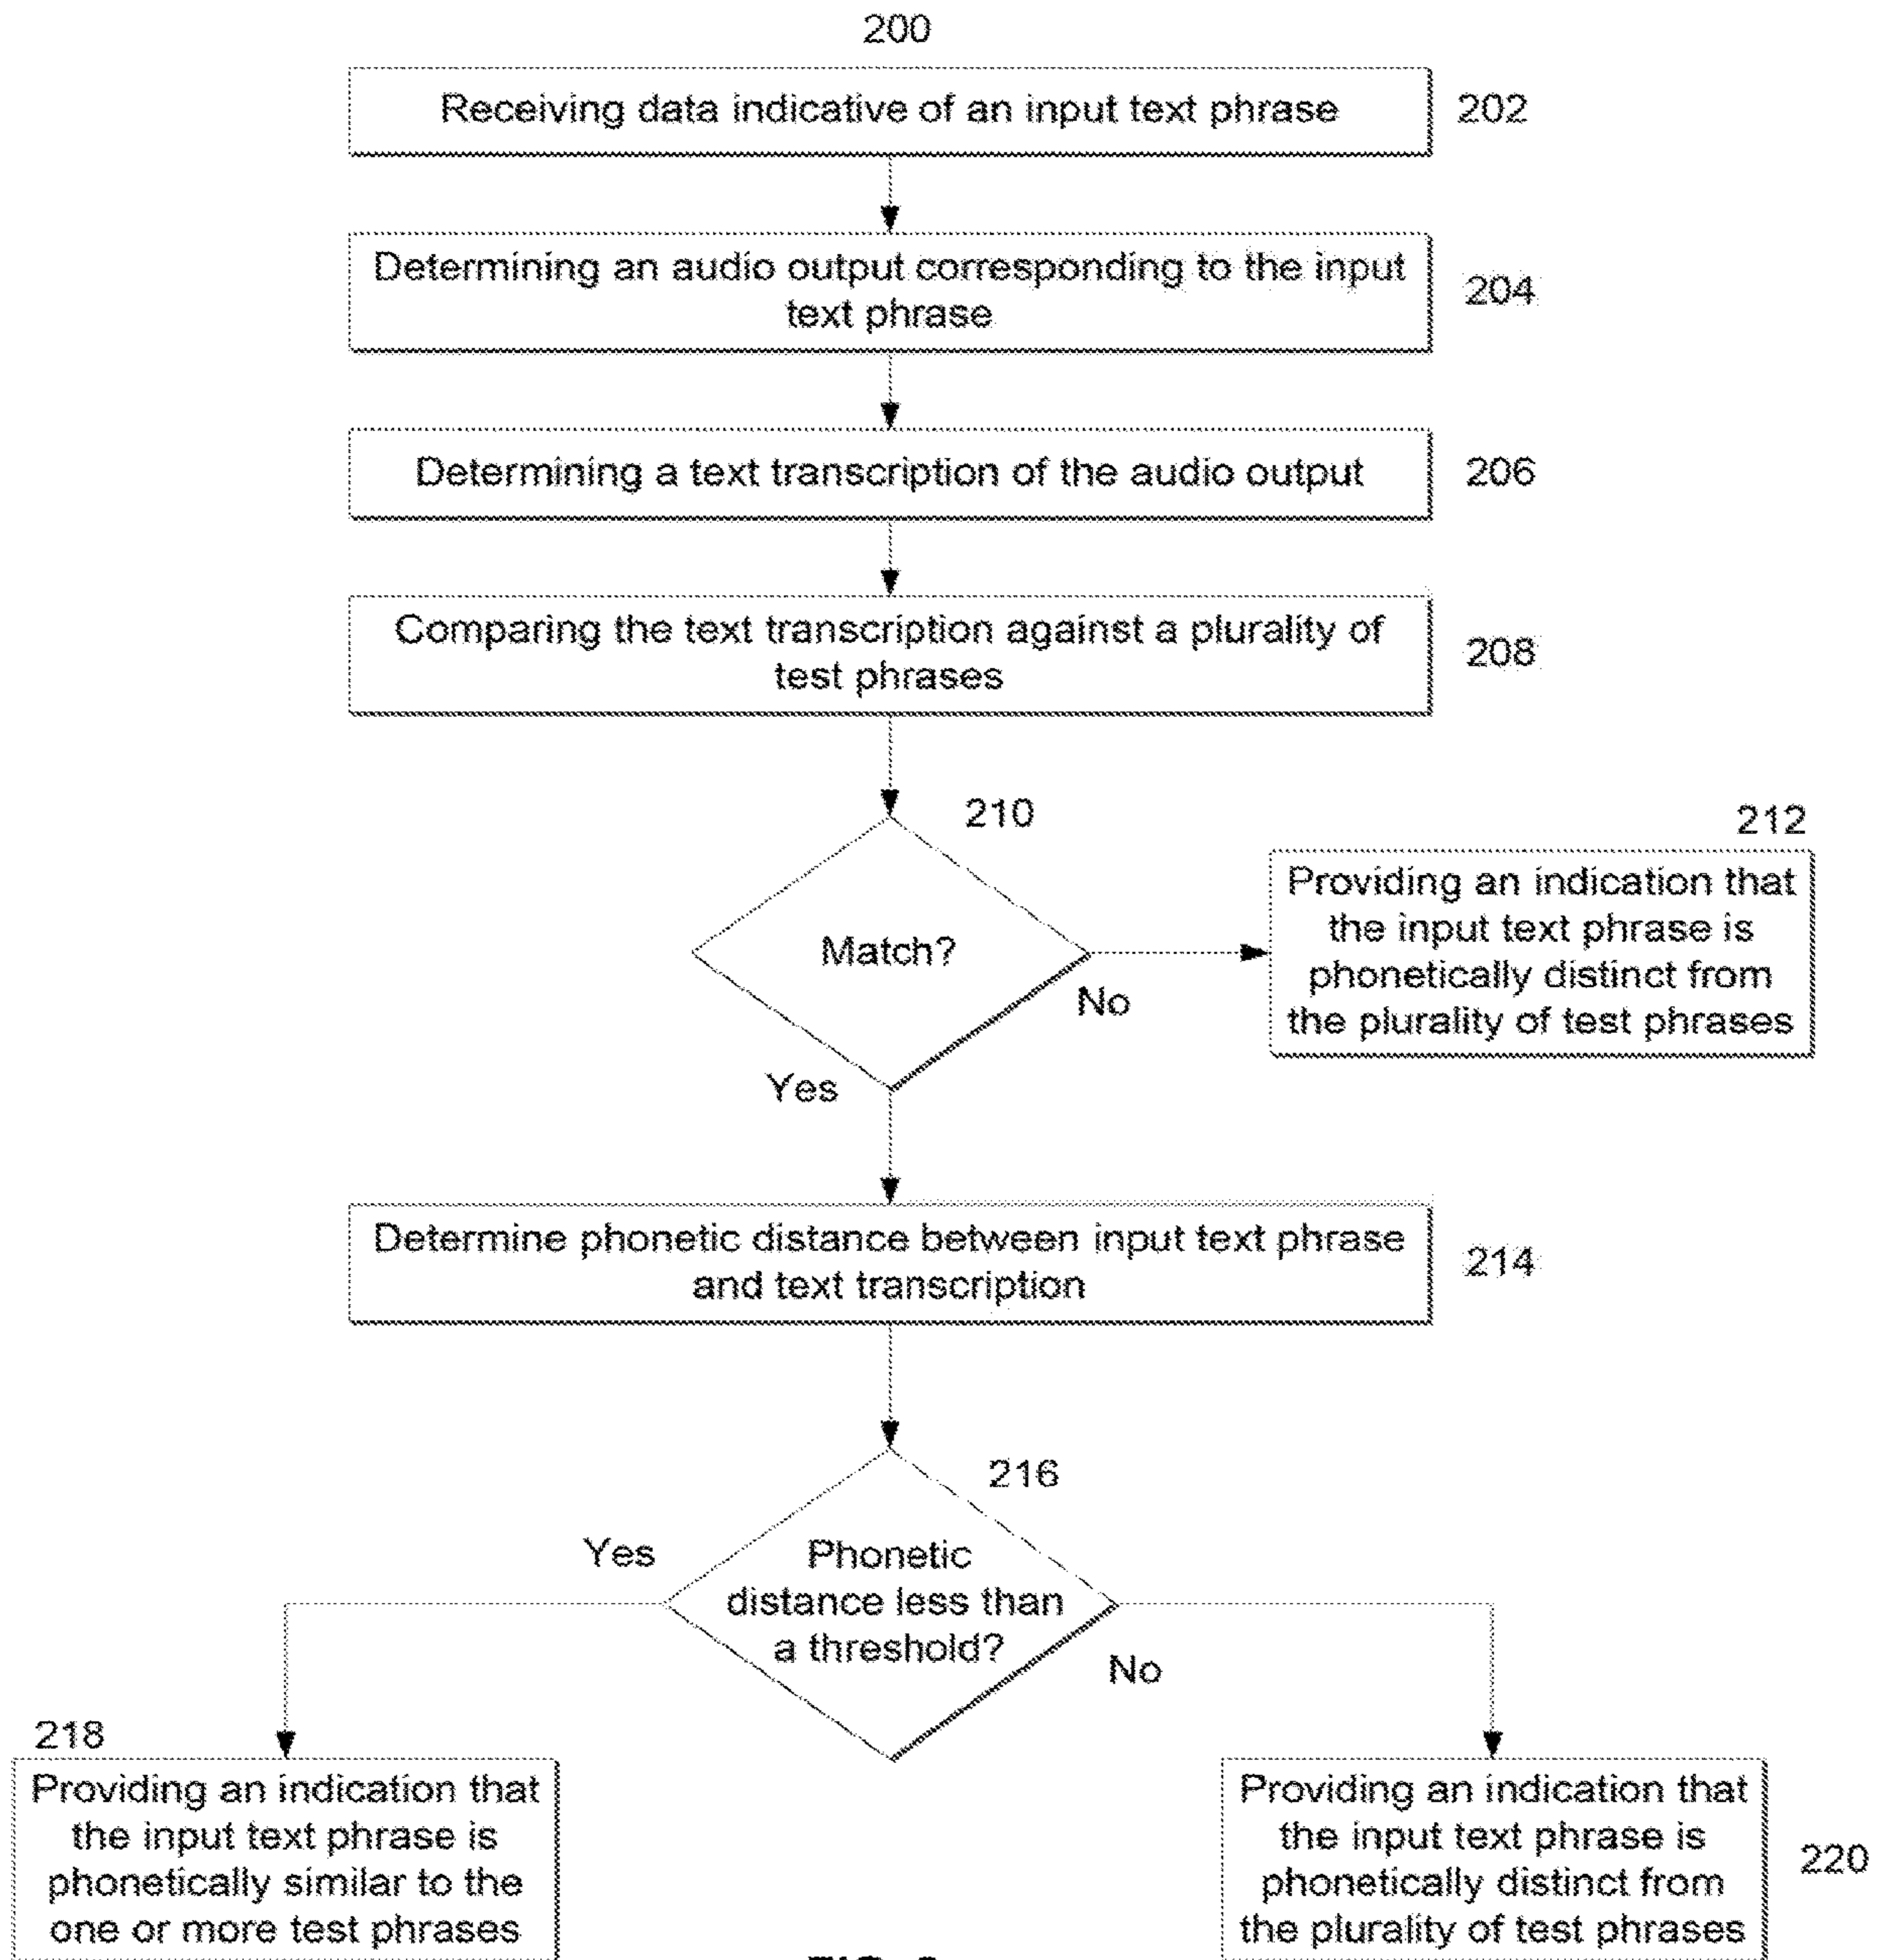 200
Receiving data indicative of an input text phrase
202
Determining an audio output corresponding to the input
text phrase
204
Determining a text transcription of the audio output
206
Comparing the text transcription against a plurality of
test phrases
208
210
Match?
No
Yes
212
Providing an indication that
the input text phrase is
phonetically distinct from
the plurality of test phrases
Determine phonetic distance between input text phrase
and text transcription
214
216
Phonetic
distance less than
a threshold?
Yes
No
218
Providing an indication that
the input text phrase is
phonetically similar to the
one or more test phrases
Providing an indication that
the input text phrase is
phonetically distinct from
the plurality of test phrases
220